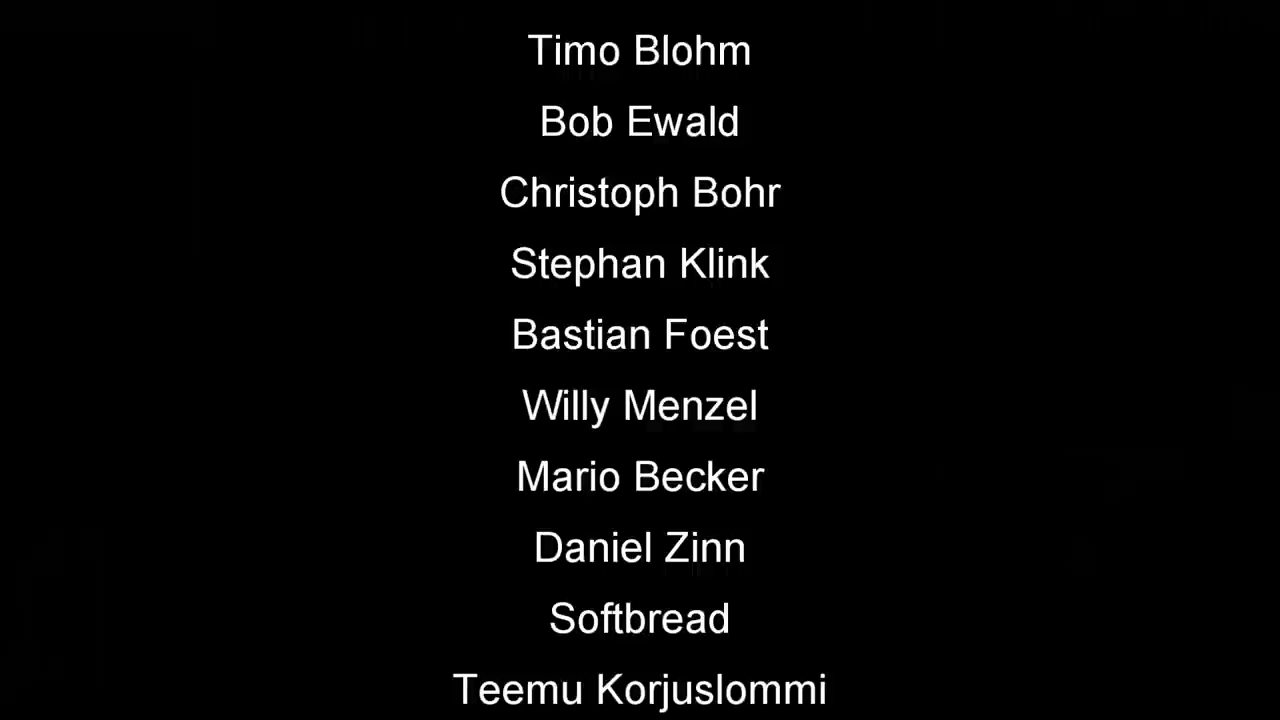 Timo Blohm
Bob Ewald
Christoph Bohr
Stephan Klink
Bastian Foest
Willy Menzel
Mario Becker
Daniel Zinn
Softbread
Teemu Korjuslommi